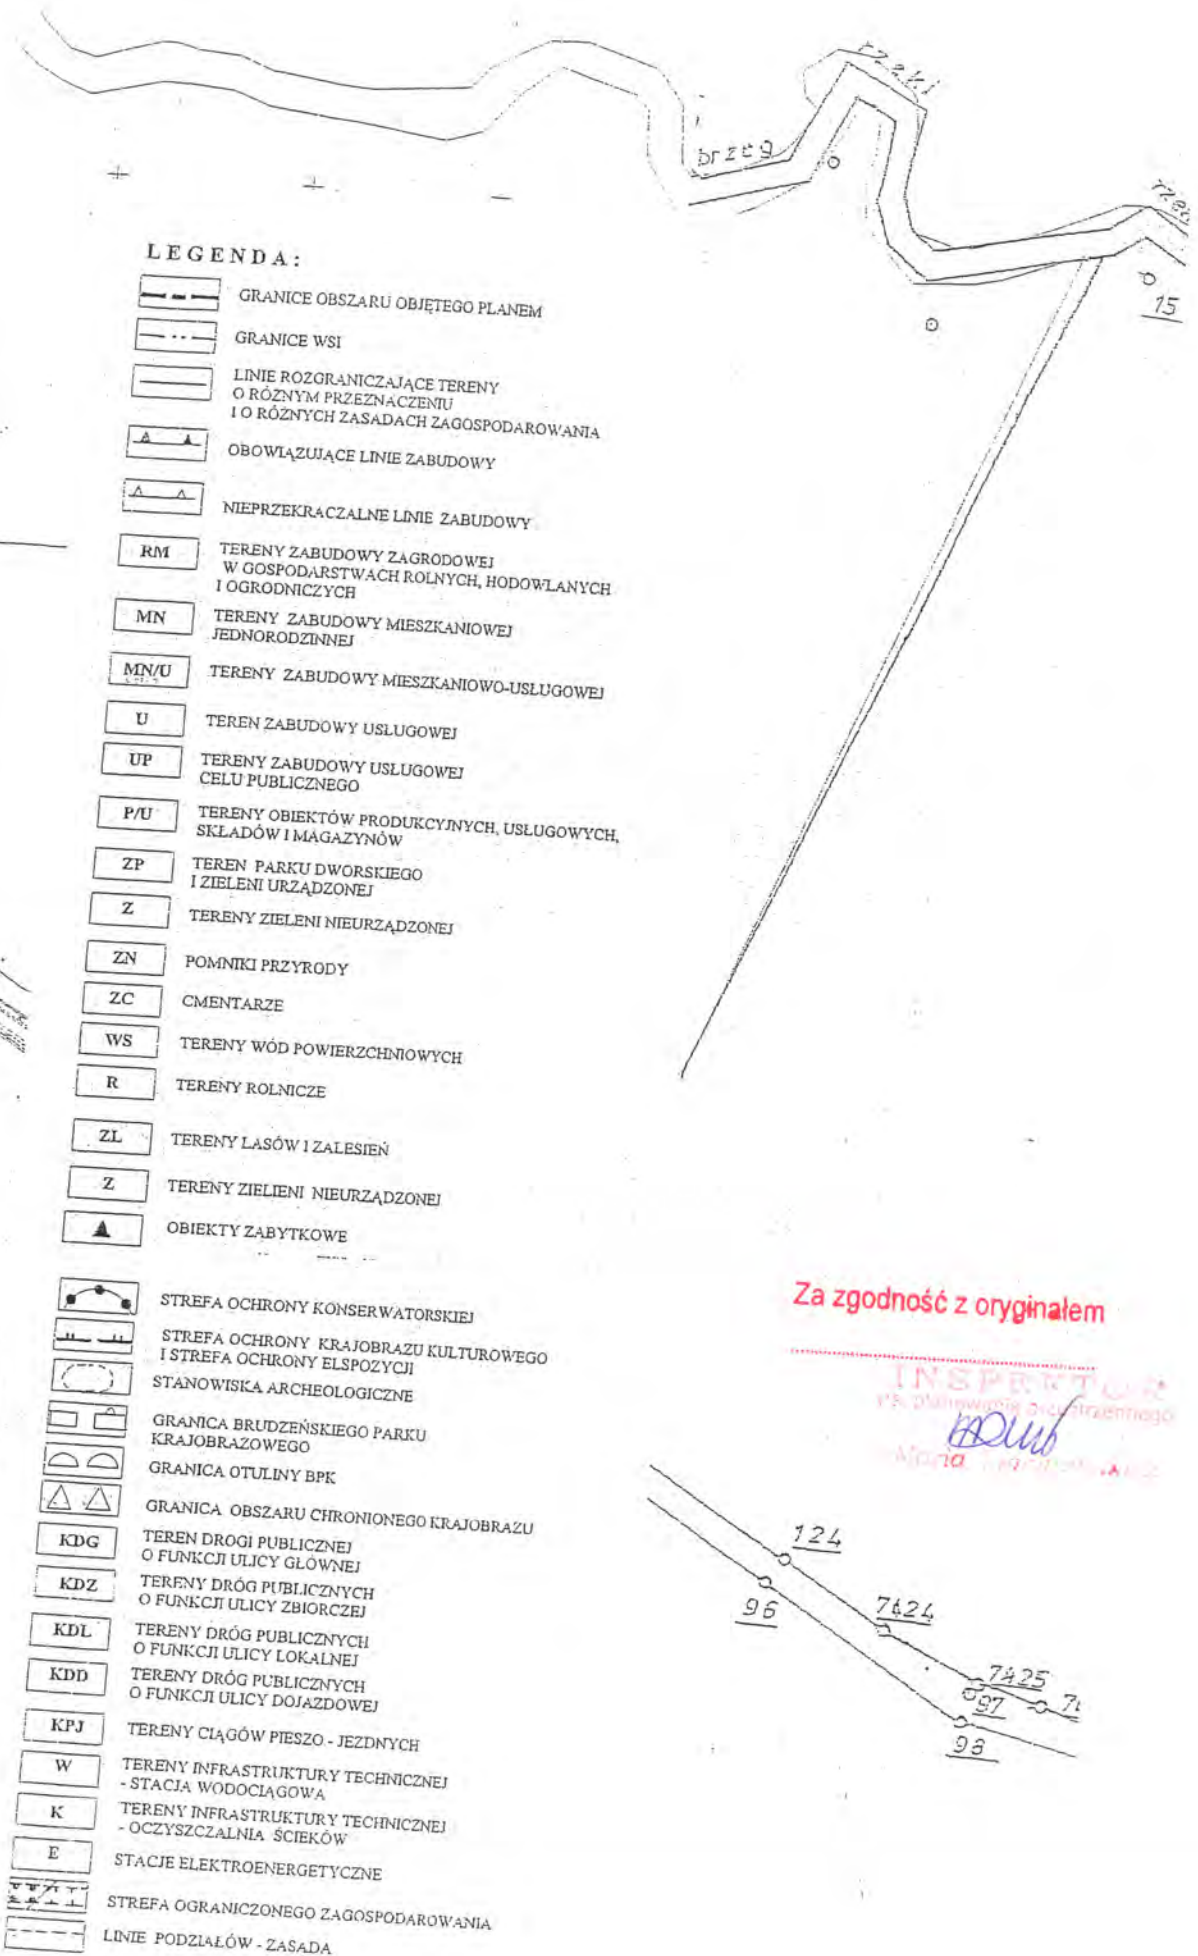 rzeki
brzeg
15
LEGENDA:
GRANICE OBSZARU OBJĘTEGO PLANEM
GRANICE WSI
LINIE ROZGRANICZAJĄCE TERENY
O RÓŻNYM PRZEZNACZENIU
I O RÓŻNYCH ZASADACH ZAGOSPODAROWANIA
OBOWIĄZUJĄCE LINIE ZABUDOWY
NIEPRZEKRACZALNE LINIE ZABUDOWY
RM TERENY ZABUDOWY ZAGRODOWEJ
W GOSPODARSTWACH ROLNYCH, HODOWLANYCH
I OGRODNICZYCH
MN TERENY ZABUDOWY MIESZKANIOWEJ
JEDNORODZINNEJ
MN/U TERENY ZABUDOWY MIESZKANIOWO-USŁUGOWEJ
U TEREN ZABUDOWY USŁUGOWEJ
UP TERENY ZABUDOWY USŁUGOWEJ
CELU PUBLICZNEGO
P/U TERENY OBIEKTÓW PRODUKCYJNYCH, USŁUGOWYCH,
SKŁADÓW I MAGAZYNÓW
ZP TEREN PARKU DWORSKIEGO
I ZIELENI URZĄDZONEJ
Z TERENY ZIELENI NIEURZĄDZONEJ
ZN POMNIKI PRZYRODY
ZC CMENTARZE
WS TERENY WÓD POWIERZCHNIOWYCH
R TERENY ROLNICZE
ZL TERENY LASÓW I ZALESIEŃ
Z TERENY ZIELIENI NIEURZĄDZONEJ
OBIEKTY ZABYTKOWE
STREFA OCHRONY KONSERWATORSKIEJ
STREFA OCHRONY KRAJOBRAZU KULTUROWEGO
I STREFA OCHRONY ELSPOZYCJI
STANOWISKA ARCHEOLOGICZNE
GRANICA BRUDZEŃSKIEGO PARKU
KRAJOBRAZOWEGO
GRANICA OTULINY BPK
GRANICA OBSZARU CHRONIONEGO KRAJOBRAZU
KDG TEREN DROGI PUBLICZNEJ
O FUNKCJI ULICY GŁÓWNEJ
KDZ TERENY DRÓG PUBLICZNYCH
O FUNKCJI ULICY ZBIORCZEJ
KDL TERENY DRÓG PUBLICZNYCH
O FUNKCJI ULICY LOKALNEJ
KDD TERENY DRÓG PUBLICZNYCH
O FUNKCJI ULICY DOJAZDOWEJ
KPJ TERENY CIĄGÓW PIESZO - JEZDNYCH
W TERENY INFRASTRUKTURY TECHNICZNEJ
- STACJA WODOCIĄGOWA
K TERENY INFRASTRUKTURY TECHNICZNEJ
- OCZYSZCZALNIA ŚCIEKÓW
E STACJE ELEKTROENERGETYCZNE
STREFA OGRANICZONEGO ZAGOSPODAROWANIA
LINIE PODZIAŁÓW - ZASADA
Za zgodność z oryginałem
INSPEKTOR
planowania przestrzennego
Maria
124
96
7424
7425
97
98